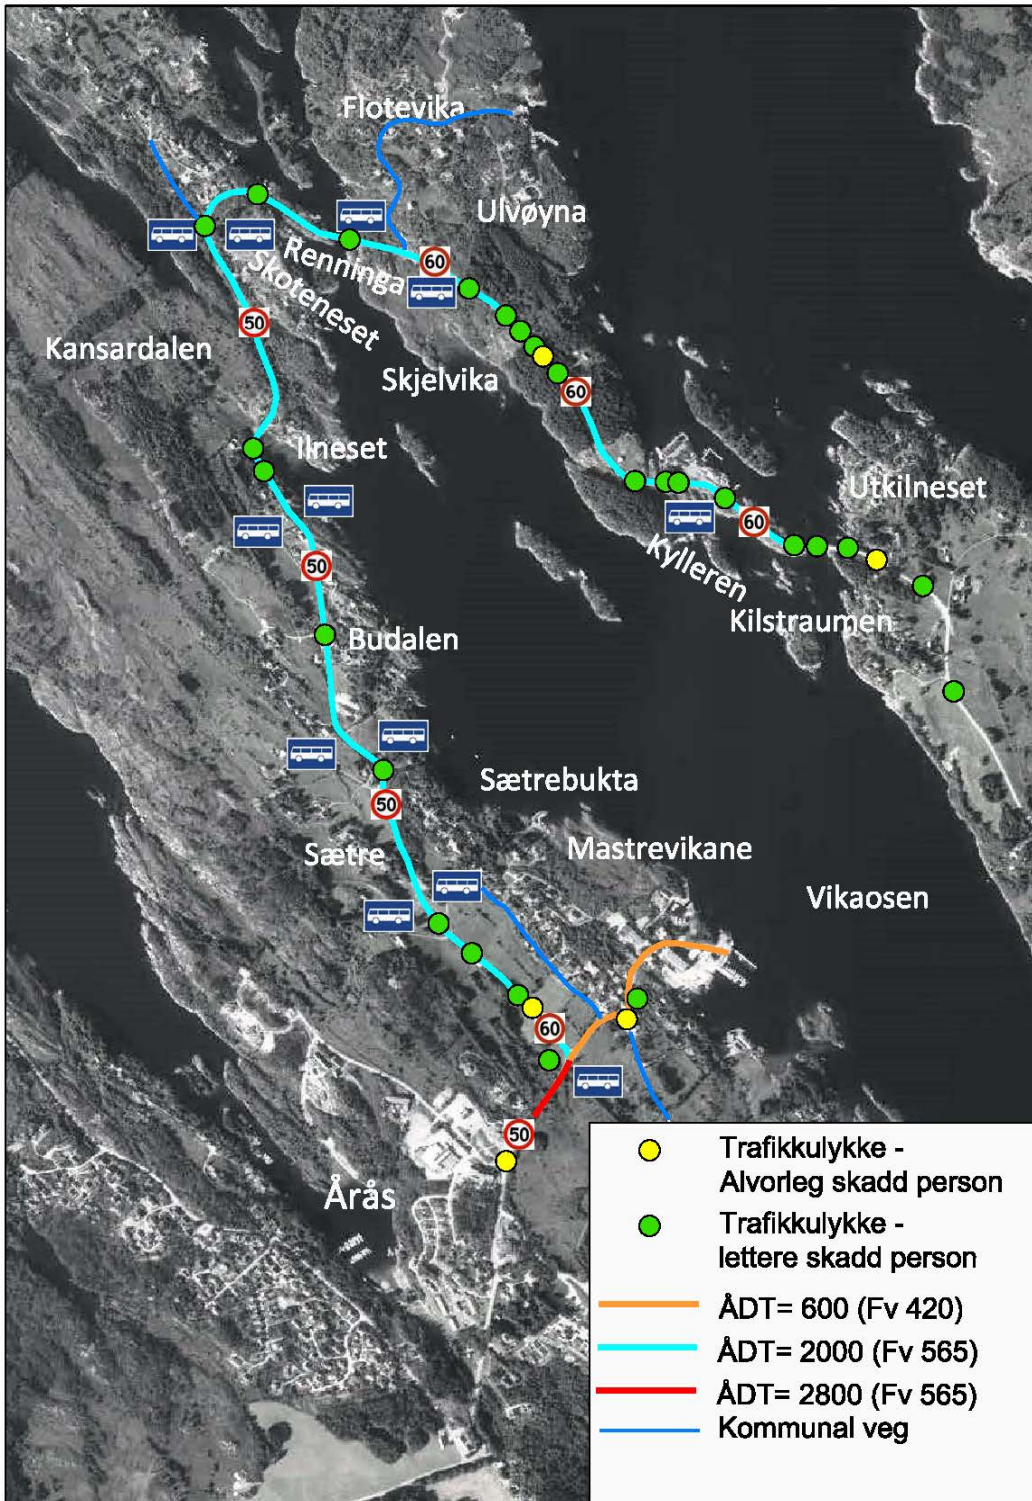 Flotevika
Ulvøyna
Renninga
60
Skoteneset
50
Kansardalen
Skjelvika
60
Ilneset
Utkilneset
60
Kylleren
50
Kilstraumen
Budalen
Sætrebukta
50
Sætre
Mastrevikane
Vikaosen
60
50
Årås
Trafikkulykke -
Alvorleg skadd person
Trafikkulykke -
lettere skadd person
ÅDT= 600 (Fv 420)
ÅDT= 2000 (Fv 565)
ÅDT= 2800 (Fv 565)
Kommunal veg